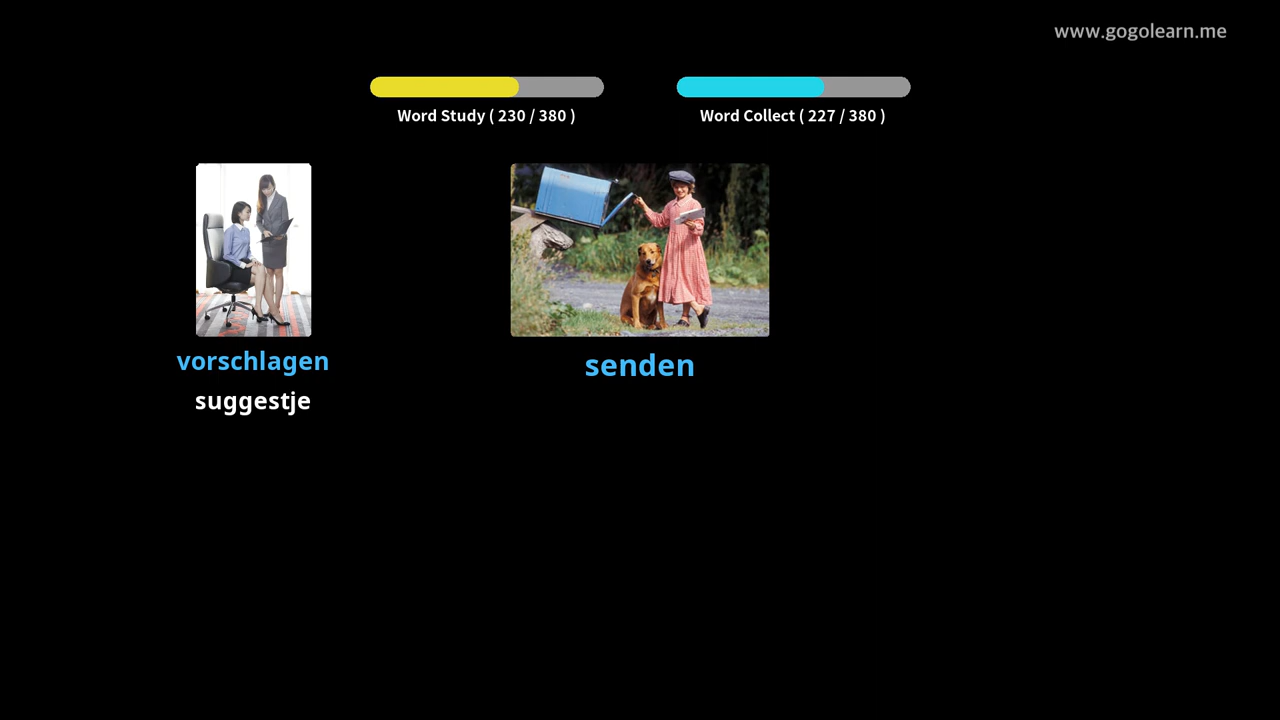 www.gogolearn.me
Word Study ( 230 / 380 )
Word Collect ( 227 / 380 )
vorschlagen
suggestje
senden